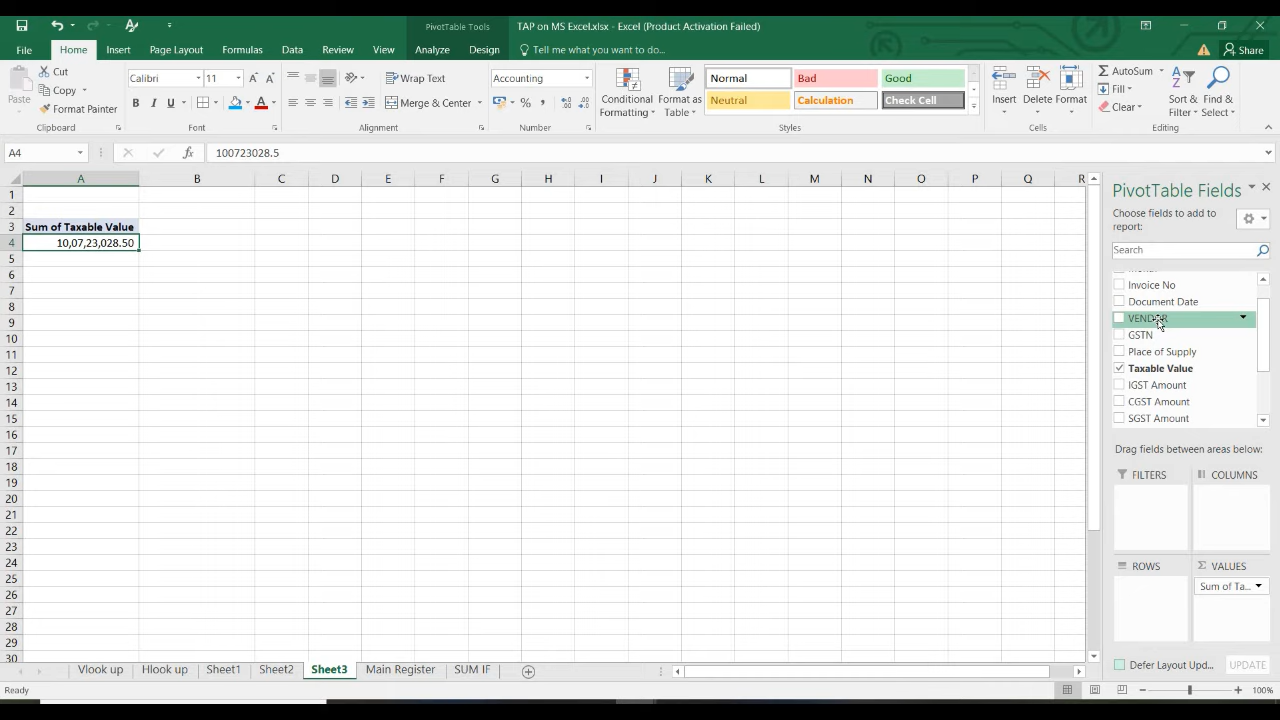 PivotTable Tools
TAP on MS Excel.xlsx - Excel (Product Activation Failed)
File
Home
Insert
Page Layout
Formulas
Data
Review
View
Analyze
Design
Tell me what you want to do...
Share
Paste
Cut
Copy
Format Painter
Clipboard
Calibri
11
B I U
Font
Wrap Text
Merge & Center
Alignment
Accounting
%
Number
Conditional Formatting
Format as Table
Normal
Bad
Good
Neutral
Calculation
Check Cell
Styles
Insert
Delete
Format
Cells
AutoSum
Fill
Clear
Sort & Filter
Find & Select
Editing
A4
fx
100723028.5
A B C D E F G H I J K L M N O P Q R
1
2
3 Sum of Taxable Value
4 10,07,23,028.50
5
6
7
8
9
10
11
12
13
14
15
16
17
18
19
20
21
22
23
24
25
26
27
28
29
30
PivotTable Fields
Choose fields to add to
report:
Search
Invoice No
Document Date
VENDOR
GSTN
Place of Supply
Taxable Value
IGST Amount
CGST Amount
SGST Amount
Drag fields between areas below:
FILTERS
COLUMNS
ROWS
VALUES
Sum of Ta...
Defer Layout Upd...
UPDATE
Vlook up
Hlook up
Sheet1
Sheet2
Sheet3
Main Register
SUM IF
Ready
100%